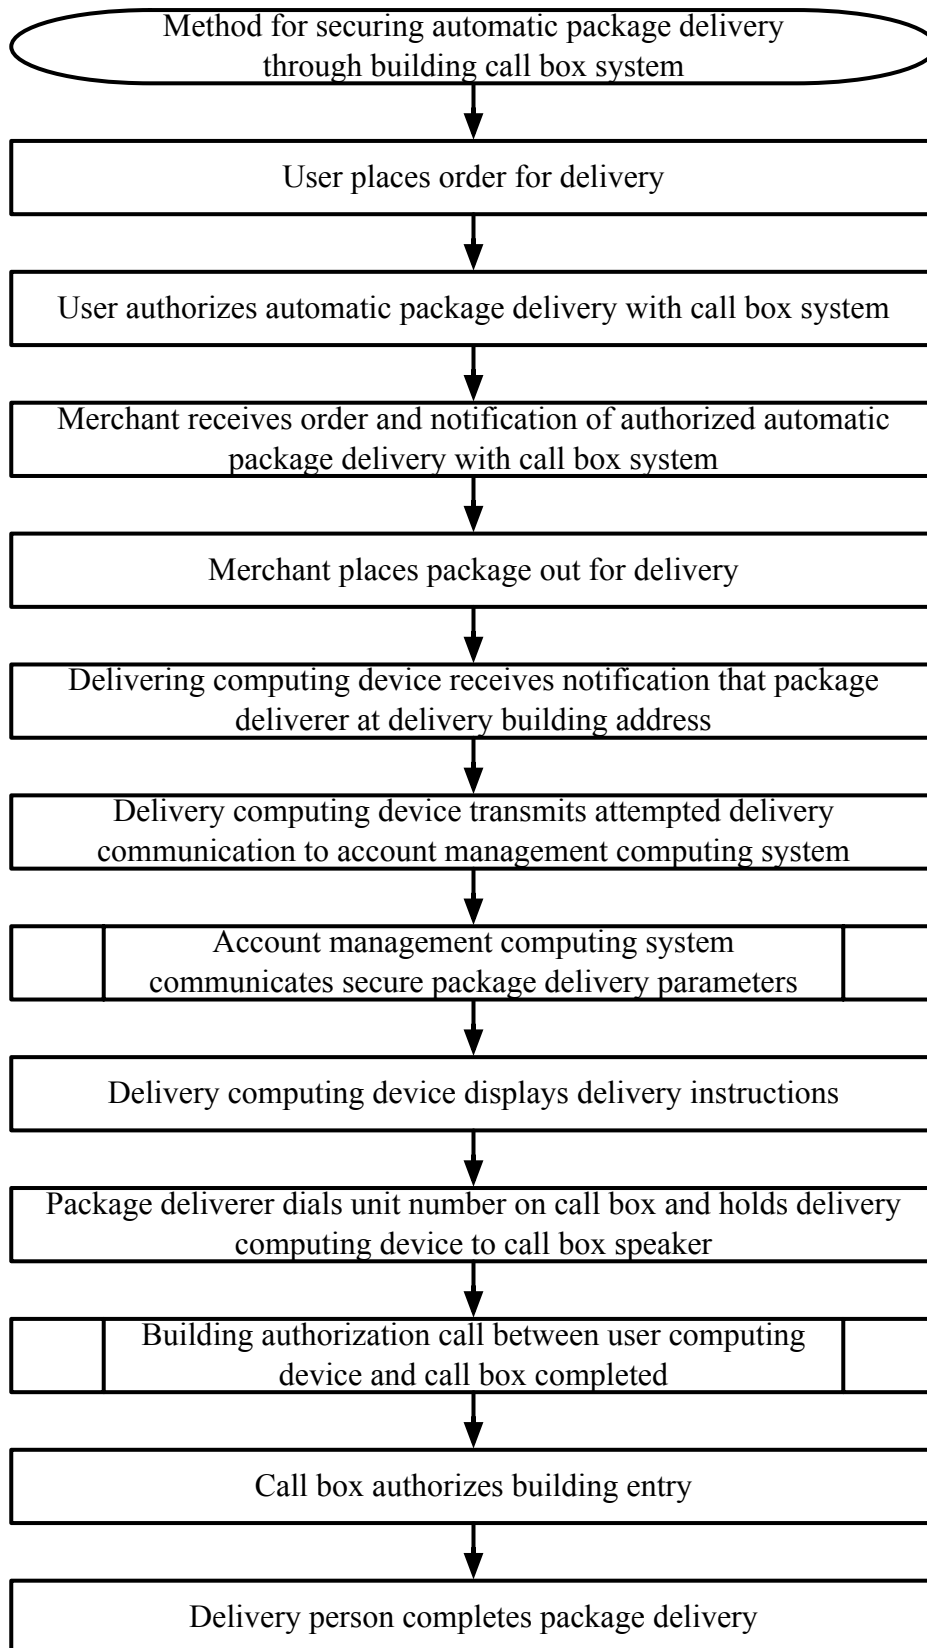 Method for securing automatic package delivery
through building call box system
User places order for delivery
User authorizes automatic package delivery with call box system
Merchant receives order and notification of authorized automatic
package delivery with call box system
Merchant places package out for delivery
Delivering computing device receives notification that package
deliverer at delivery building address
Delivery computing device transmits attempted delivery
communication to account management computing system
Account management computing system
communicates secure package delivery parameters
Delivery computing device displays delivery instructions
Package deliverer dials unit number on call box and holds delivery
computing device to call box speaker
Building authorization call between user computing
device and call box completed
Call box authorizes building entry
Delivery person completes package delivery